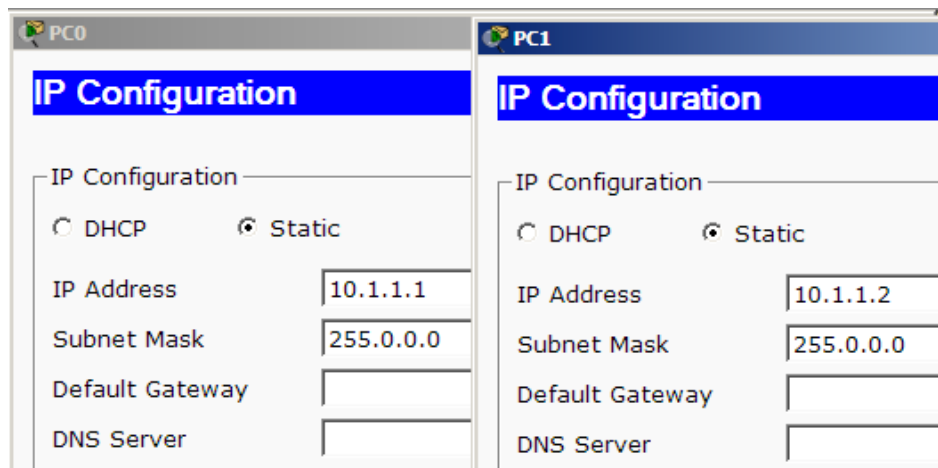 PC0
IP Configuration
IP Configuration
DHCP Static
IP Address 10.1.1.1
Subnet Mask 255.0.0.0
Default Gateway
DNS Server
PC1
IP Configuration
IP Configuration
DHCP Static
IP Address 10.1.1.2
Subnet Mask 255.0.0.0
Default Gateway
DNS Server